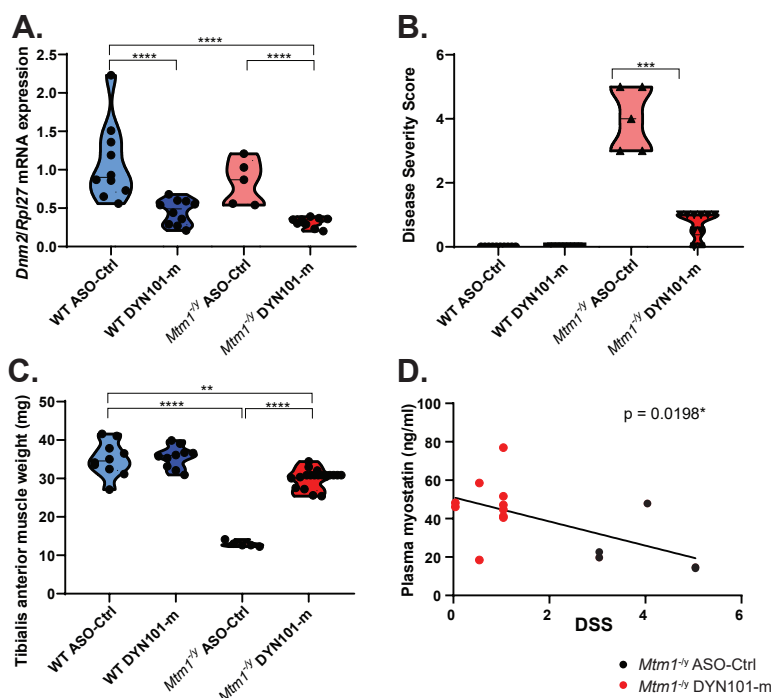 A.
****
****
****
Dnm2/Rpl27 mRNA expression
2.5
2.0
1.5
1.0
0.5
0.0
WT ASO-Ctrl
WT DYN101-m
Mtm1-/y ASO-Ctrl
Mtm1-/y DYN101-m
B.
***
Disease Severity Score
6
4
2
0
WT ASO-Ctrl
WT DYN101-m
Mtm1-/y ASO-Ctrl
Mtm1-/y DYN101-m
C.
**
****
****
Tibialis anterior muscle weight (mg)
50
40
30
20
10
0
WT ASO-Ctrl
WT DYN101-m
Mtm1-/y ASO-Ctrl
Mtm1-/y DYN101-m
D.
p = 0.0198*
Plasma myostatin (ng/ml)
100
80
60
40
20
0
0 2 4 6
DSS
Mtm1-/y ASO-Ctrl
Mtm1-/y DYN101-m